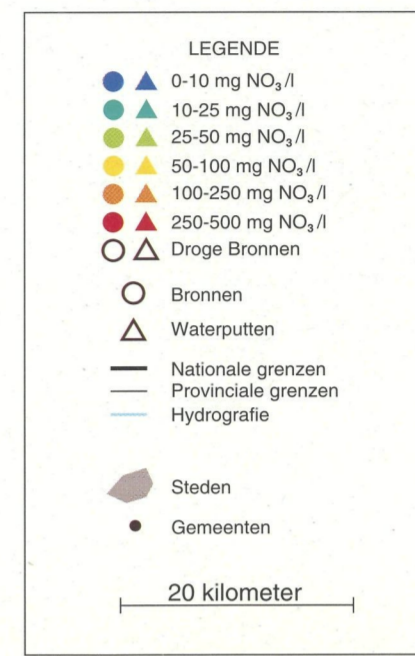 LEGENDE
0-10 mg NO₃/l
10-25 mg NO₃/l
25-50 mg NO₃/l
50-100 mg NO₃/l
100-250 mg NO₃/l
250-500 mg NO₃/l
Droge Bronnen
Bronnen
Waterputten
Nationale grenzen
Provinciale grenzen
Hydrografie
Steden
Gemeenten
20 kilometer